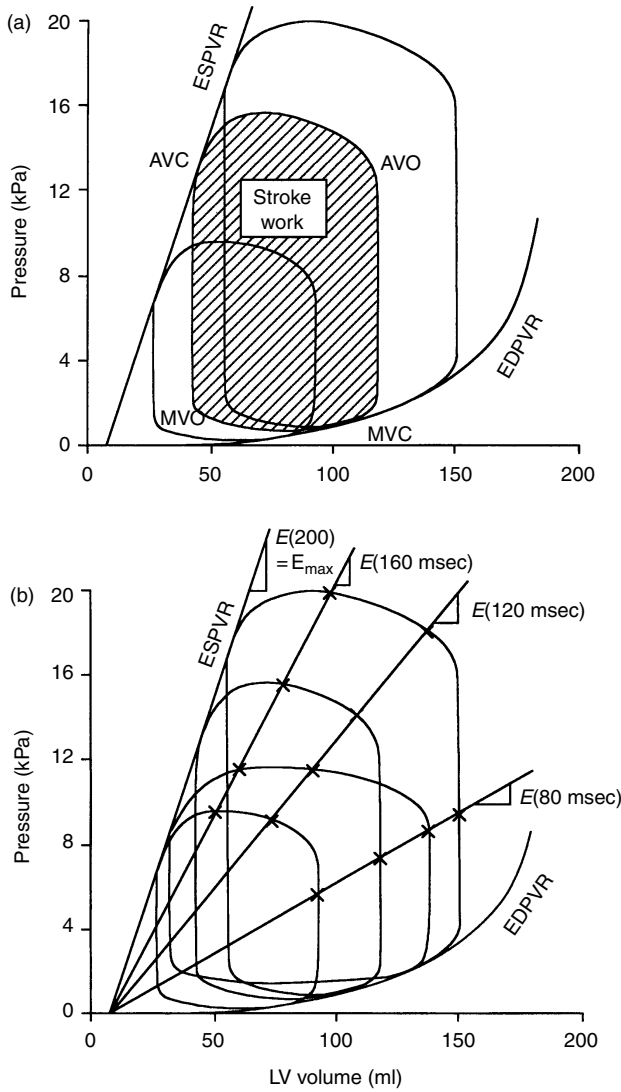 (a)
20
16
12
8
4
0
Pressure (kPa)
ESPVR
AVC
AVO
Stroke
work
MVO
MVC
EDPVR
0
50
100
150
200
(b)
E(200)
= Emax
E(160 msec)
E(120 msec)
E(80 msec)
ESPVR
EDPVR
20
16
12
8
4
0
Pressure (kPa)
0
50
100
150
200
LV volume (ml)